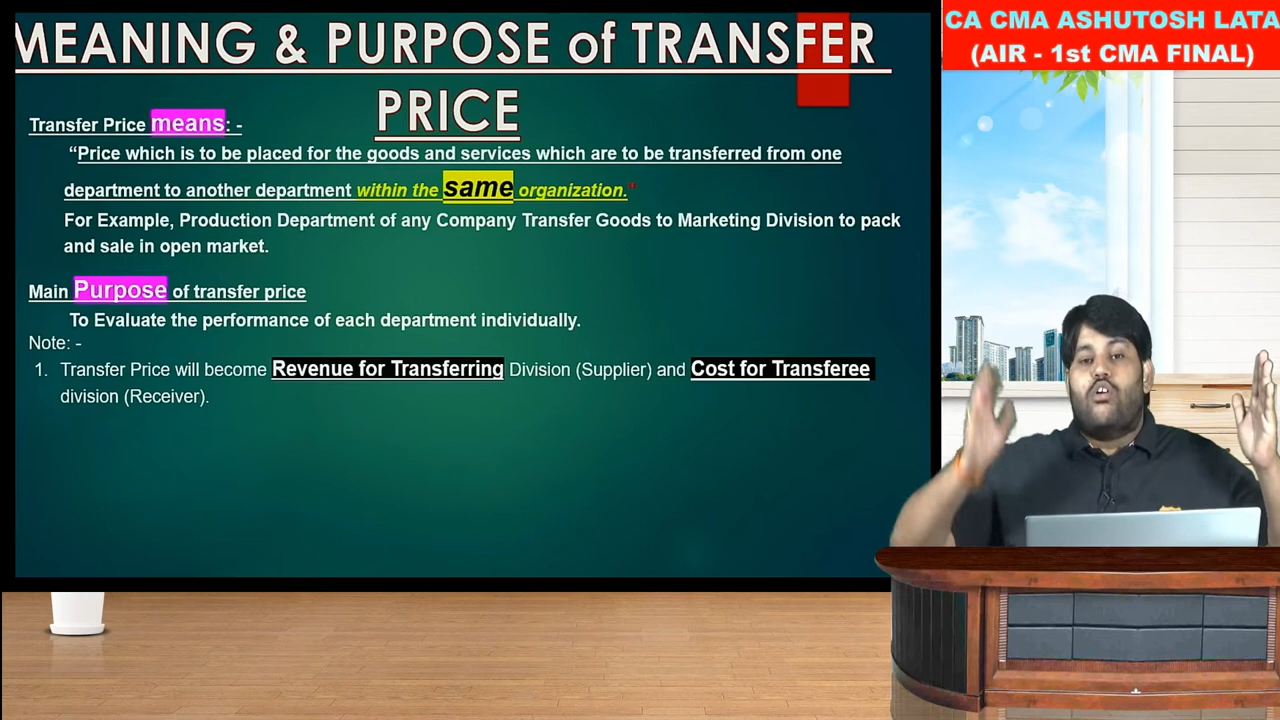 MEANING & PURPOSE of TRANSFER
PRICE
Transfer Price means: -
“Price which is to be placed for the goods and services which are to be transferred from one
department to another department within the same organization.”
For Example, Production Department of any Company Transfer Goods to Marketing Division to pack
and sale in open market.
Main Purpose of transfer price
To Evaluate the performance of each department individually.
Note: -
1. Transfer Price will become Revenue for Transferring Division (Supplier) and Cost for Transferee
division (Receiver).
CA CMA ASHUTOSH LATA
(AIR - 1st CMA FINAL)